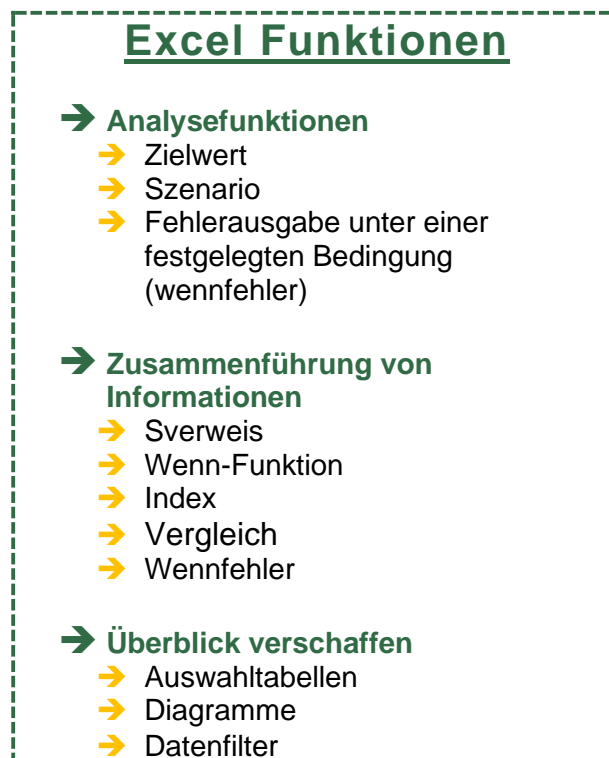 Excel Funktionen
Analysefunktionen
Zielwert
Szenario
Fehlerausgabe unter einer
festgelegten Bedingung
(wennfehler)
Zusammenführung von
Informationen
Sverweis
Wenn-Funktion
Index
Vergleich
Wennfehler
Überblick verschaffen
Auswahltabellen
Diagramme
Datenfilter